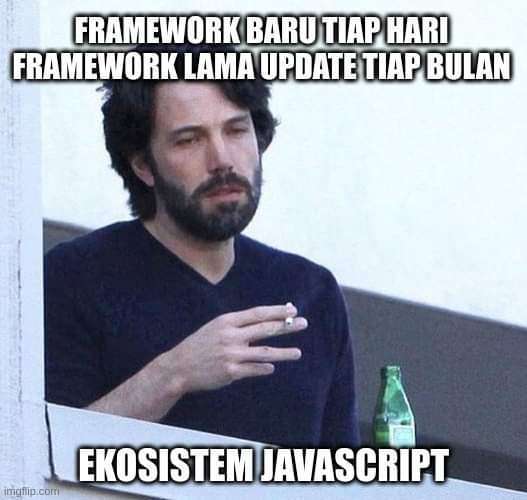 FRAMEWORK BARU TIAP HARI
FRAMEWORK LAMA UPDATE TIAP BULAN
EKOSISTEM JAVASCRIPT
imgflip.com